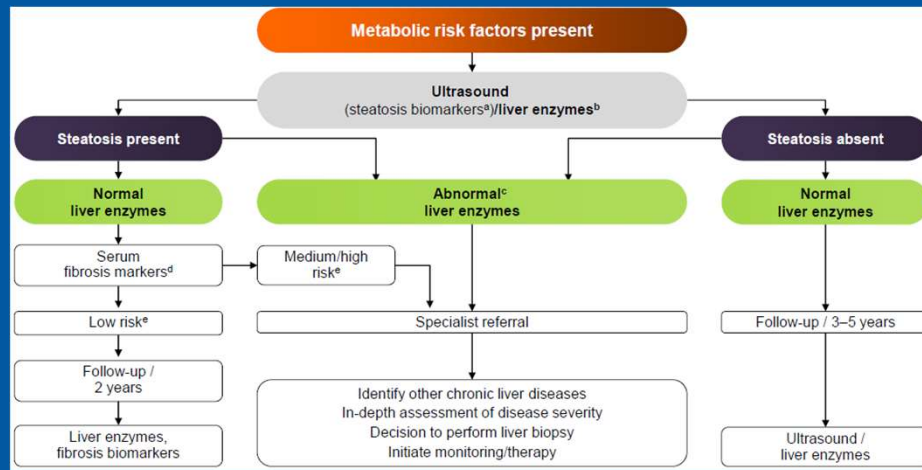 Metabolic risk factors present
Ultrasound
(steatosis biomarkersᵃ)/liver enzymesᵇ
Steatosis present
Steatosis absent
Normal
liver enzymes
Abnormalᶜ
liver enzymes
Normal
liver enzymes
Serum
fibrosis markersᵈ
Medium/high
riskᵉ
Low riskᵉ
Specialist referral
Follow-up / 3–5 years
Follow-up /
2 years
Identify other chronic liver diseases
In-depth assessment of disease severity
Decision to perform liver biopsy
Initiate monitoring/therapy
Liver enzymes,
fibrosis biomarkers
Ultrasound /
liver enzymes